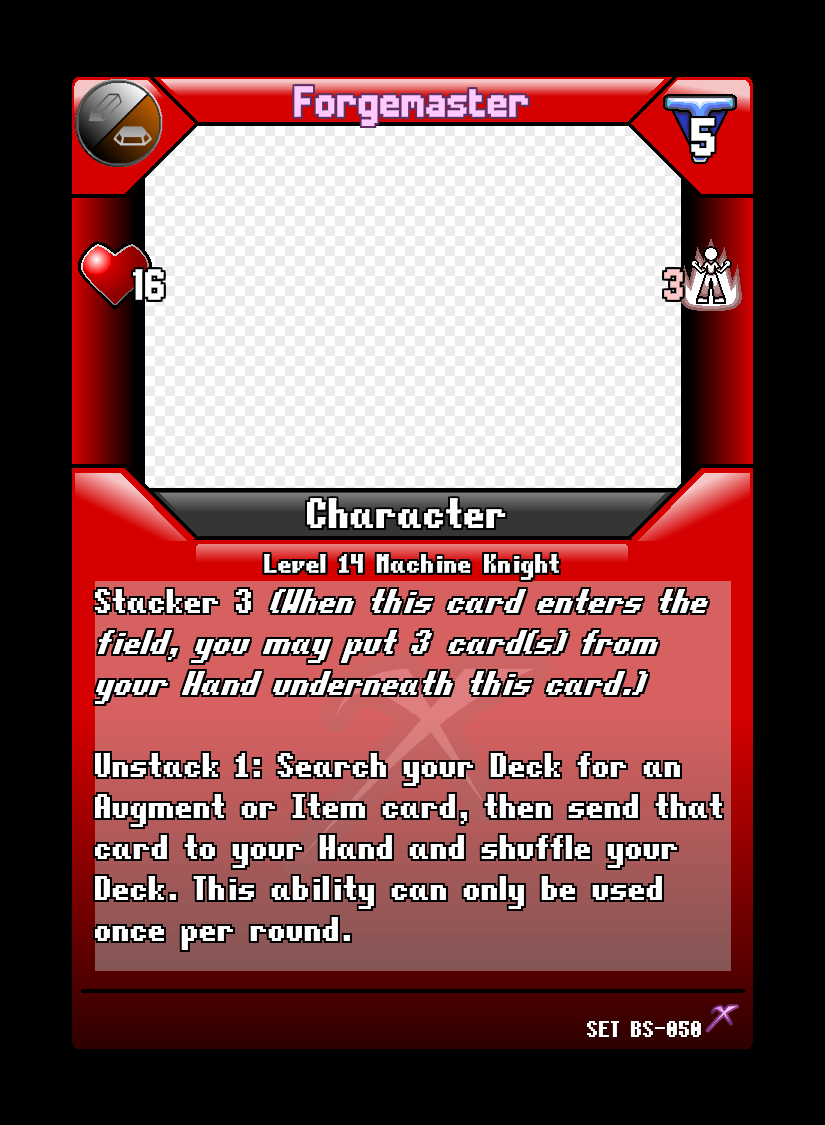 Forgemaster
5
16
3
Character
Level 14 Machine Knight
Stacker 3 (When this card enters the
field, you may put 3 card(s) from
your Hand underneath this card.)
Unstack 1: Search your Deck for an
Augment or Item card, then send that
card to your Hand and shuffle your
Deck. This ability can only be used
once per round.
SET BS-050